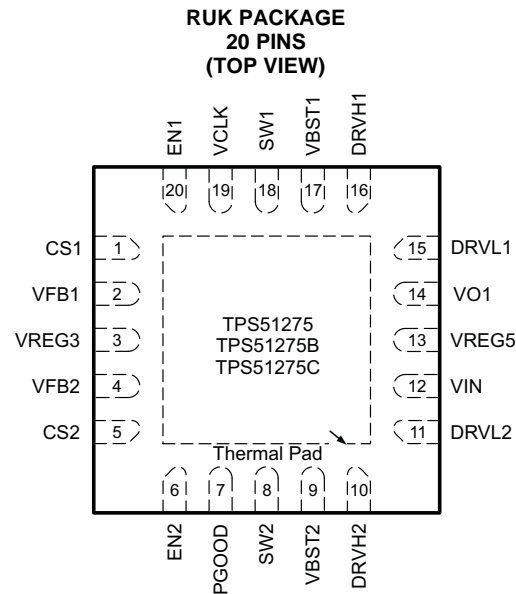 RUK PACKAGE
20 PINS
(TOP VIEW)
EN1
VCLK
SW1
VBST1
DRVH1
20
19
18
17
16
CS1 1
15 DRVL1
VFB1 2
14 VO1
VREG3 3
13 VREG5
VFB2 4
12 VIN
CS2 5
11 DRVL2
TPS51275
TPS51275B
TPS51275C
Thermal Pad
6
7
8
9
10
EN2
PGOOD
SW2
VBST2
DRVH2